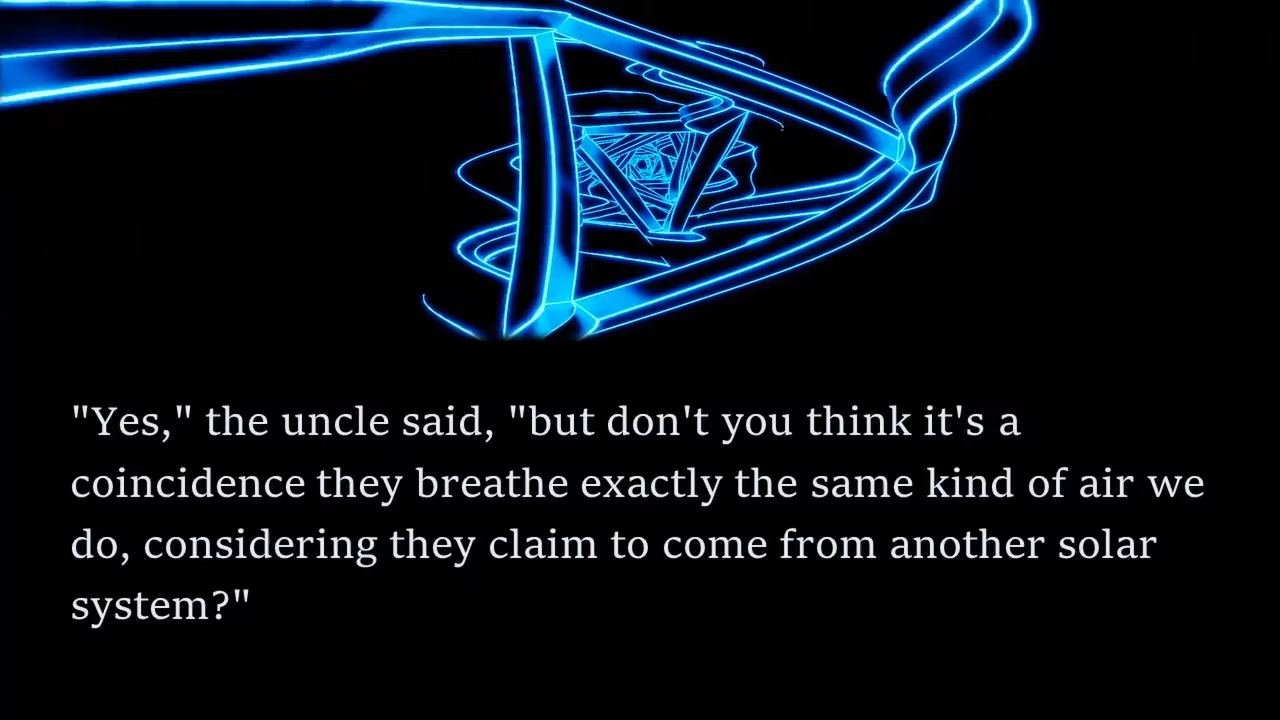 "Yes," the uncle said, "but don't you think it's a
coincidence they breathe exactly the same kind of air we
do, considering they claim to come from another solar
system?"